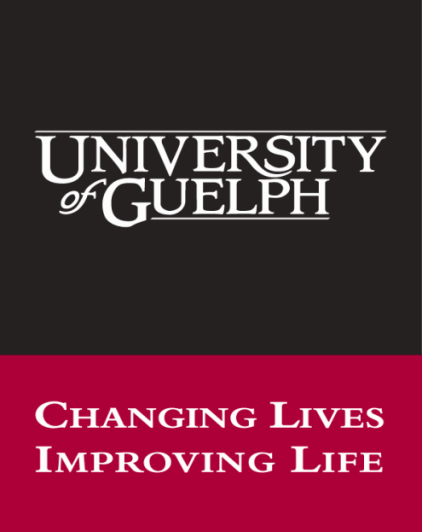 UNIVERSITY
of GUELPH
CHANGING LIVES
IMPROVING LIFE